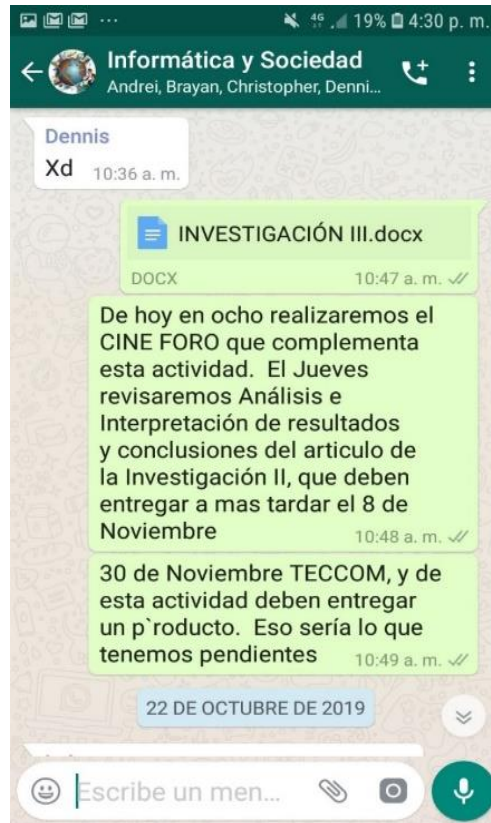 4G 19% 4:30 p. m.
Informática y Sociedad
Andrei, Brayan, Christopher, Denni...
Dennis
Xd 10:36 a. m.
INVESTIGACIÓN III.docx
DOCX 10:47 a. m.
De hoy en ocho realizaremos el
CINE FORO que complementa
esta actividad. El Jueves
revisaremos Análisis e
Interpretación de resultados
y conclusiones del articulo de
la Investigación II, que deben
entregar a mas tardar el 8 de
Noviembre 10:48 a. m.
30 de Noviembre TECCOM, y de
esta actividad deben entregar
un p`roducto. Eso sería lo que
tenemos pendientes 10:49 a. m.
22 DE OCTUBRE DE 2019
Escribe un men...